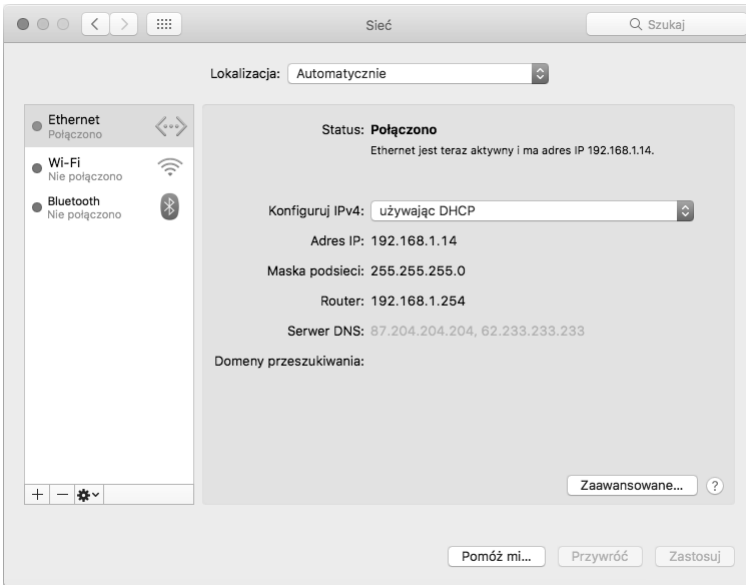 Sieć
Szukaj
Lokalizacja: Automatycznie
Ethernet
Połączono
Wi-Fi
Nie połączono
Bluetooth
Nie połączono
Status: Połączono
Ethernet jest teraz aktywny i ma adres IP 192.168.1.14.
Konfiguruj IPv4: używając DHCP
Adres IP: 192.168.1.14
Maska podsieci: 255.255.255.0
Router: 192.168.1.254
Serwer DNS: 87.204.204.204, 62.233.233.233
Domeny przeszukiwania:
Zaawansowane... ?
Pomóż mi... Przywróć Zastosuj